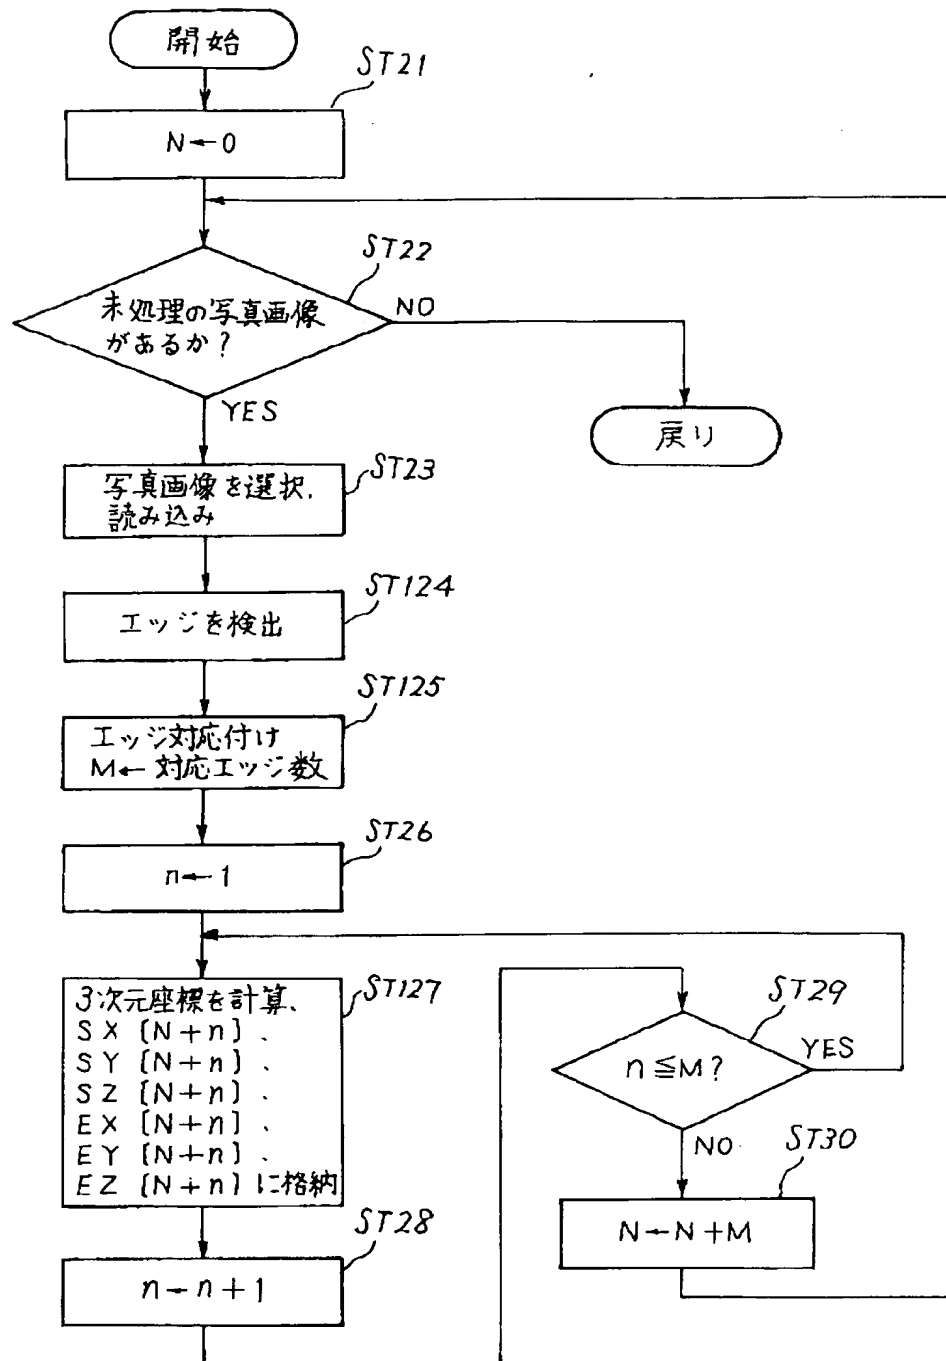 開始
ST21
N←0
ST22
未処理の写真画像
があるか?
NO
YES
戻り
ST23
写真画像を選択、
読み込み
ST124
エッジを検出
ST125
エッジ対応付け
M←対応エッジ数
ST26
n←1
ST127
3次元座標を計算、
SX [N+n] 、
SY [N+n] 、
SZ [N+n] 、
EX [N+n] 、
EY [N+n] 、
EZ [N+n] に格納
ST28
n←n+1
ST29
n≦M?
YES
NO
ST30
N←N+M